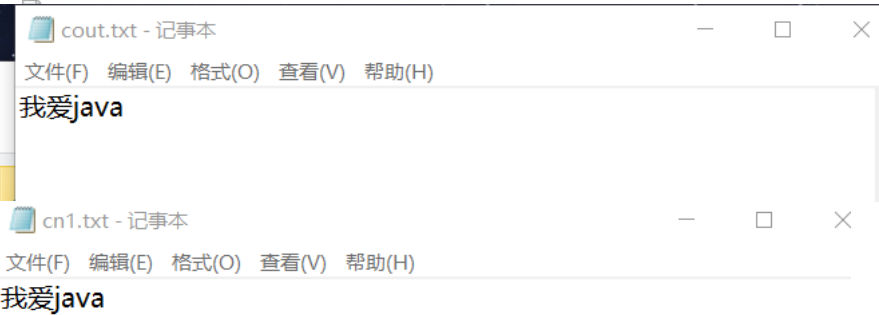 cout.txt - 记事本
文件(F) 编辑(E) 格式(O) 查看(V) 帮助(H)
我爱java
cn1.txt - 记事本
文件(F) 编辑(E) 格式(O) 查看(V) 帮助(H)
我爱java